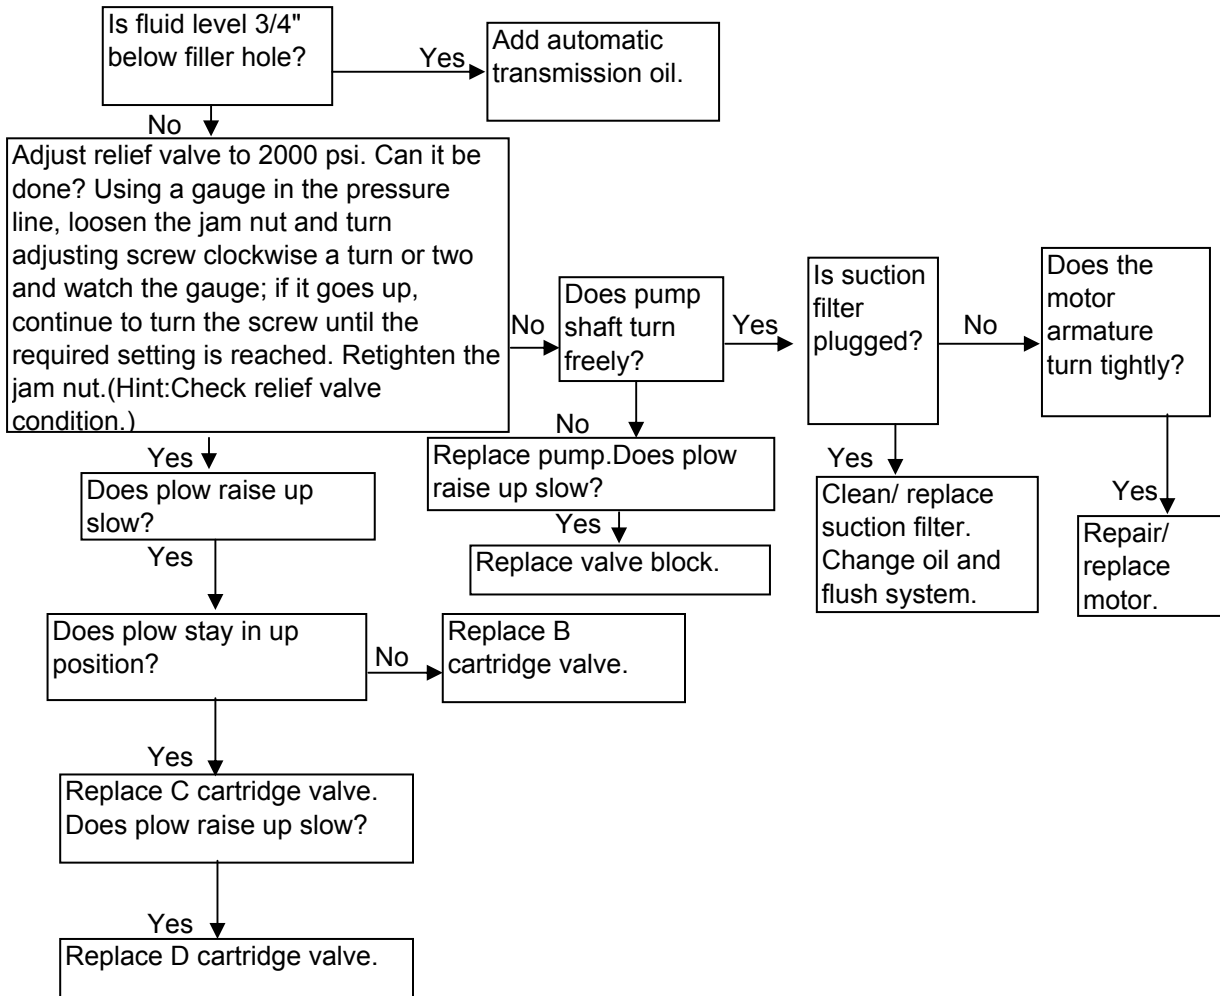 Is fluid level 3/4"
below filler hole?
Yes
Add automatic
transmission oil.
No
Adjust relief valve to 2000 psi. Can it be
done? Using a gauge in the pressure
line, loosen the jam nut and turn
adjusting screw clockwise a turn or two
and watch the gauge; if it goes up,
continue to turn the screw until the
required setting is reached. Retighten the
jam nut.(Hint:Check relief valve
condition.)
No
Does pump
shaft turn
freely?
Yes
Is suction
filter
plugged?
No
Does the
motor
armature
turn tightly?
Yes
Does plow raise up
slow?
No
Replace pump.Does plow
raise up slow?
Yes
Clean/ replace
suction filter.
Change oil and
flush system.
Yes
Repair/
replace
motor.
Yes
Replace valve block.
Yes
Does plow stay in up
position?
No
Replace B
cartridge valve.
Yes
Replace C cartridge valve.
Does plow raise up slow?
Yes
Replace D cartridge valve.